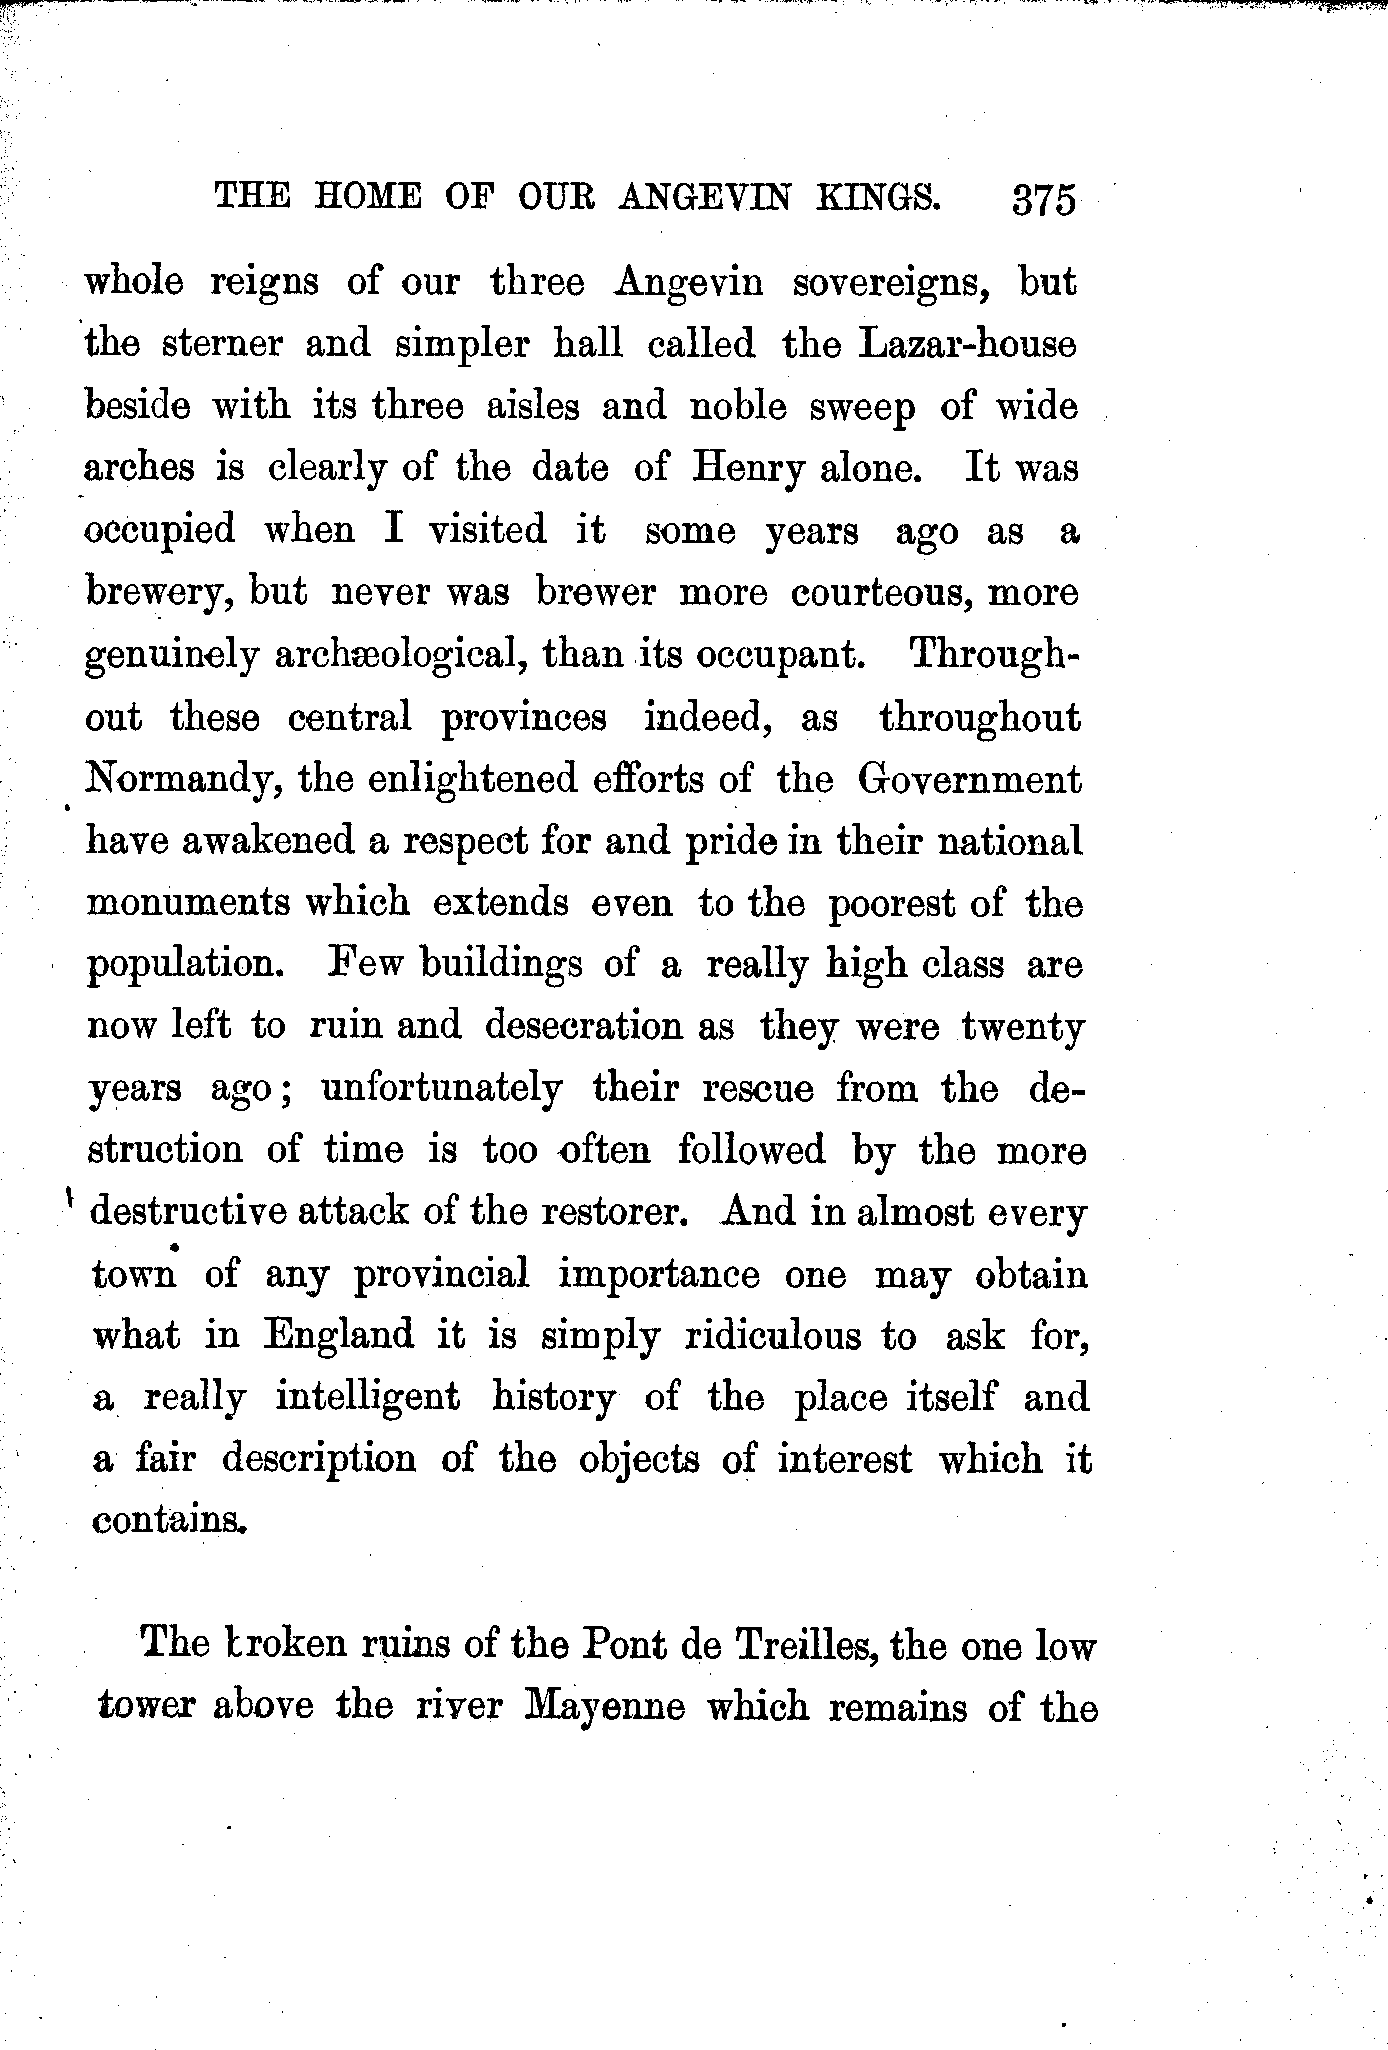 THE HOME OF OUR ANGEVIN KINGS. 375
whole reigns of our three Angevin sovereigns, but
the sterner and simpler hall called the Lazar-house
beside with its three aisles and noble sweep of wide
arches is clearly of the date of Henry alone. It was
occupied when I visited it some years ago as a
brewery, but never was brewer more courteous, more
genuinely archæological, than its occupant. Through-
out these central provinces indeed, as throughout
Normandy, the enlightened efforts of the Government
have awakened a respect for and pride in their national
monuments which extends even to the poorest of the
population. Few buildings of a really high class are
now left to ruin and desecration as they were twenty
years ago; unfortunately their rescue from the de-
struction of time is too often followed by the more
destructive attack of the restorer. And in almost every
town of any provincial importance one may obtain
what in England it is simply ridiculous to ask for,
a really intelligent history of the place itself and
a fair description of the objects of interest which it
contains.
The broken ruins of the Pont de Treilles, the one low
tower above the river Mayenne which remains of the